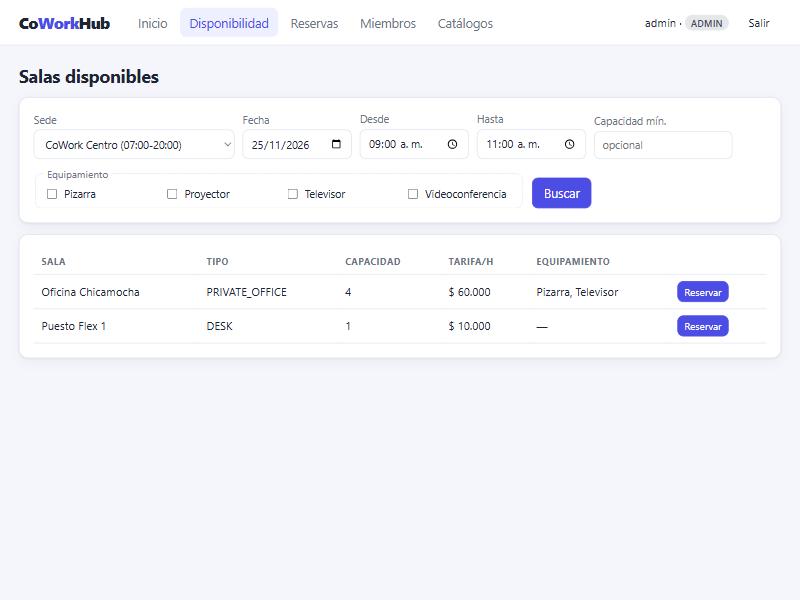 CoWorkHub Inicio Disponibilidad Reservas Miembros Catálogos admin · ADMIN Salir
Salas disponibles
Sede Fecha Desde Hasta Capacidad mín.
CoWork Centro (07:00-20:00) 25/11/2026 09:00 a. m. 11:00 a. m. opcional
Equipamiento
Pizarra Proyector Televisor Videoconferencia Buscar
SALA TIPO CAPACIDAD TARIFA/H EQUIPAMIENTO
Oficina Chicamocha PRIVATE_OFFICE 4 $ 60.000 Pizarra, Televisor Reservar
Puesto Flex 1 DESK 1 $ 10.000 — Reservar